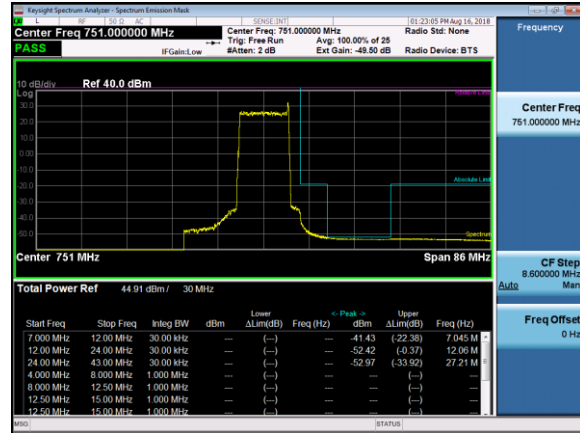 Keysight Spectrum Analyzer - Spectrum Emission Mask
LXI L RF 50 Ω AC SENSE:INT 01:23:05 PM Aug 16, 2018
Center Freq 751.000000 MHz Center Freq: 751.000000 MHz Radio Std: None
Trig: Free Run Avg: 100.00% of 25
PASS IFGain:Low #Atten: 2 dB Ext Gain: -49.50 dB Radio Device: BTS
10 dB/div Ref 40.0 dBm
Log
Relative Limit
30.0
20.0
10.0
0.00
-10.0
-20.0
Absolute Limit
-30.0
-40.0
-50.0
Spectrum
Center 751 MHz Span 86 MHz
Total Power Ref 44.91 dBm / 30 MHz
Lower <- Peak -> Upper
Start Freq Stop Freq Integ BW dBm ΔLim(dB) Freq (Hz) dBm ΔLim(dB) Freq (Hz)
7.000 MHz 12.00 MHz 30.00 kHz --- (---) --- -41.43 (-22.38) 7.045 M
12.00 MHz 24.00 MHz 30.00 kHz --- (---) --- -52.42 (-0.37) 12.06 M
24.00 MHz 43.00 MHz 30.00 kHz --- (---) --- -52.97 (-33.92) 27.21 M
4.000 MHz 8.000 MHz 1.000 MHz --- (---) --- --- (---) ---
8.000 MHz 12.50 MHz 1.000 MHz --- (---) --- --- (---) ---
12.50 MHz 15.00 MHz 1.000 MHz --- (---) --- --- (---) ---
12.50 MHz 15.00 MHz 1.000 MHz --- (---) --- --- (---) ---
MSG STATUS
Frequency
Center Freq
751.000000 MHz
CF Step
8.600000 MHz
Auto Man
Freq Offset
0 Hz